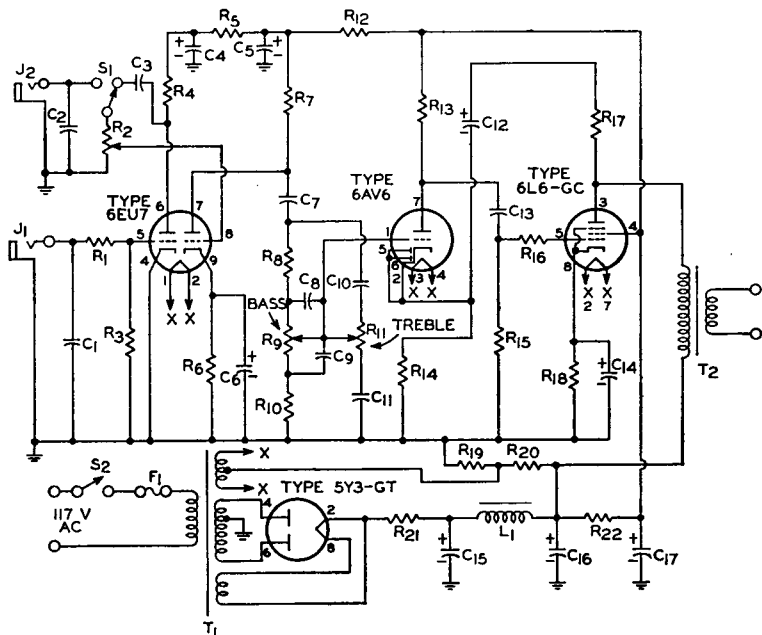 R5
R12
C4
C5
J2
S1
C3
R4
C2
R2
R7
R13
C12
R17
TYPE
6EU7
TYPE
6AV6
TYPE
6L6-GC
6
7
C7
7
C13
3
4
J1
R1
5
8
4
9
1
2
X
X
R8
C8
C10
1
5
6
2
3
4
X
X
5
R16
8
2
7
X
X
BASS
R9
R11
TREBLE
C9
C1
R3
R6
C6
R10
C11
R14
R15
R18
C14
T2
S2
F1
117 V
AC
X
X
R19
R20
TYPE 5Y3-GT
4
6
2
8
R21
L1
R22
C15
C16
C17
T1
+
-
+
-
+
-
+
-
+
-
+
-
+
-
+
-